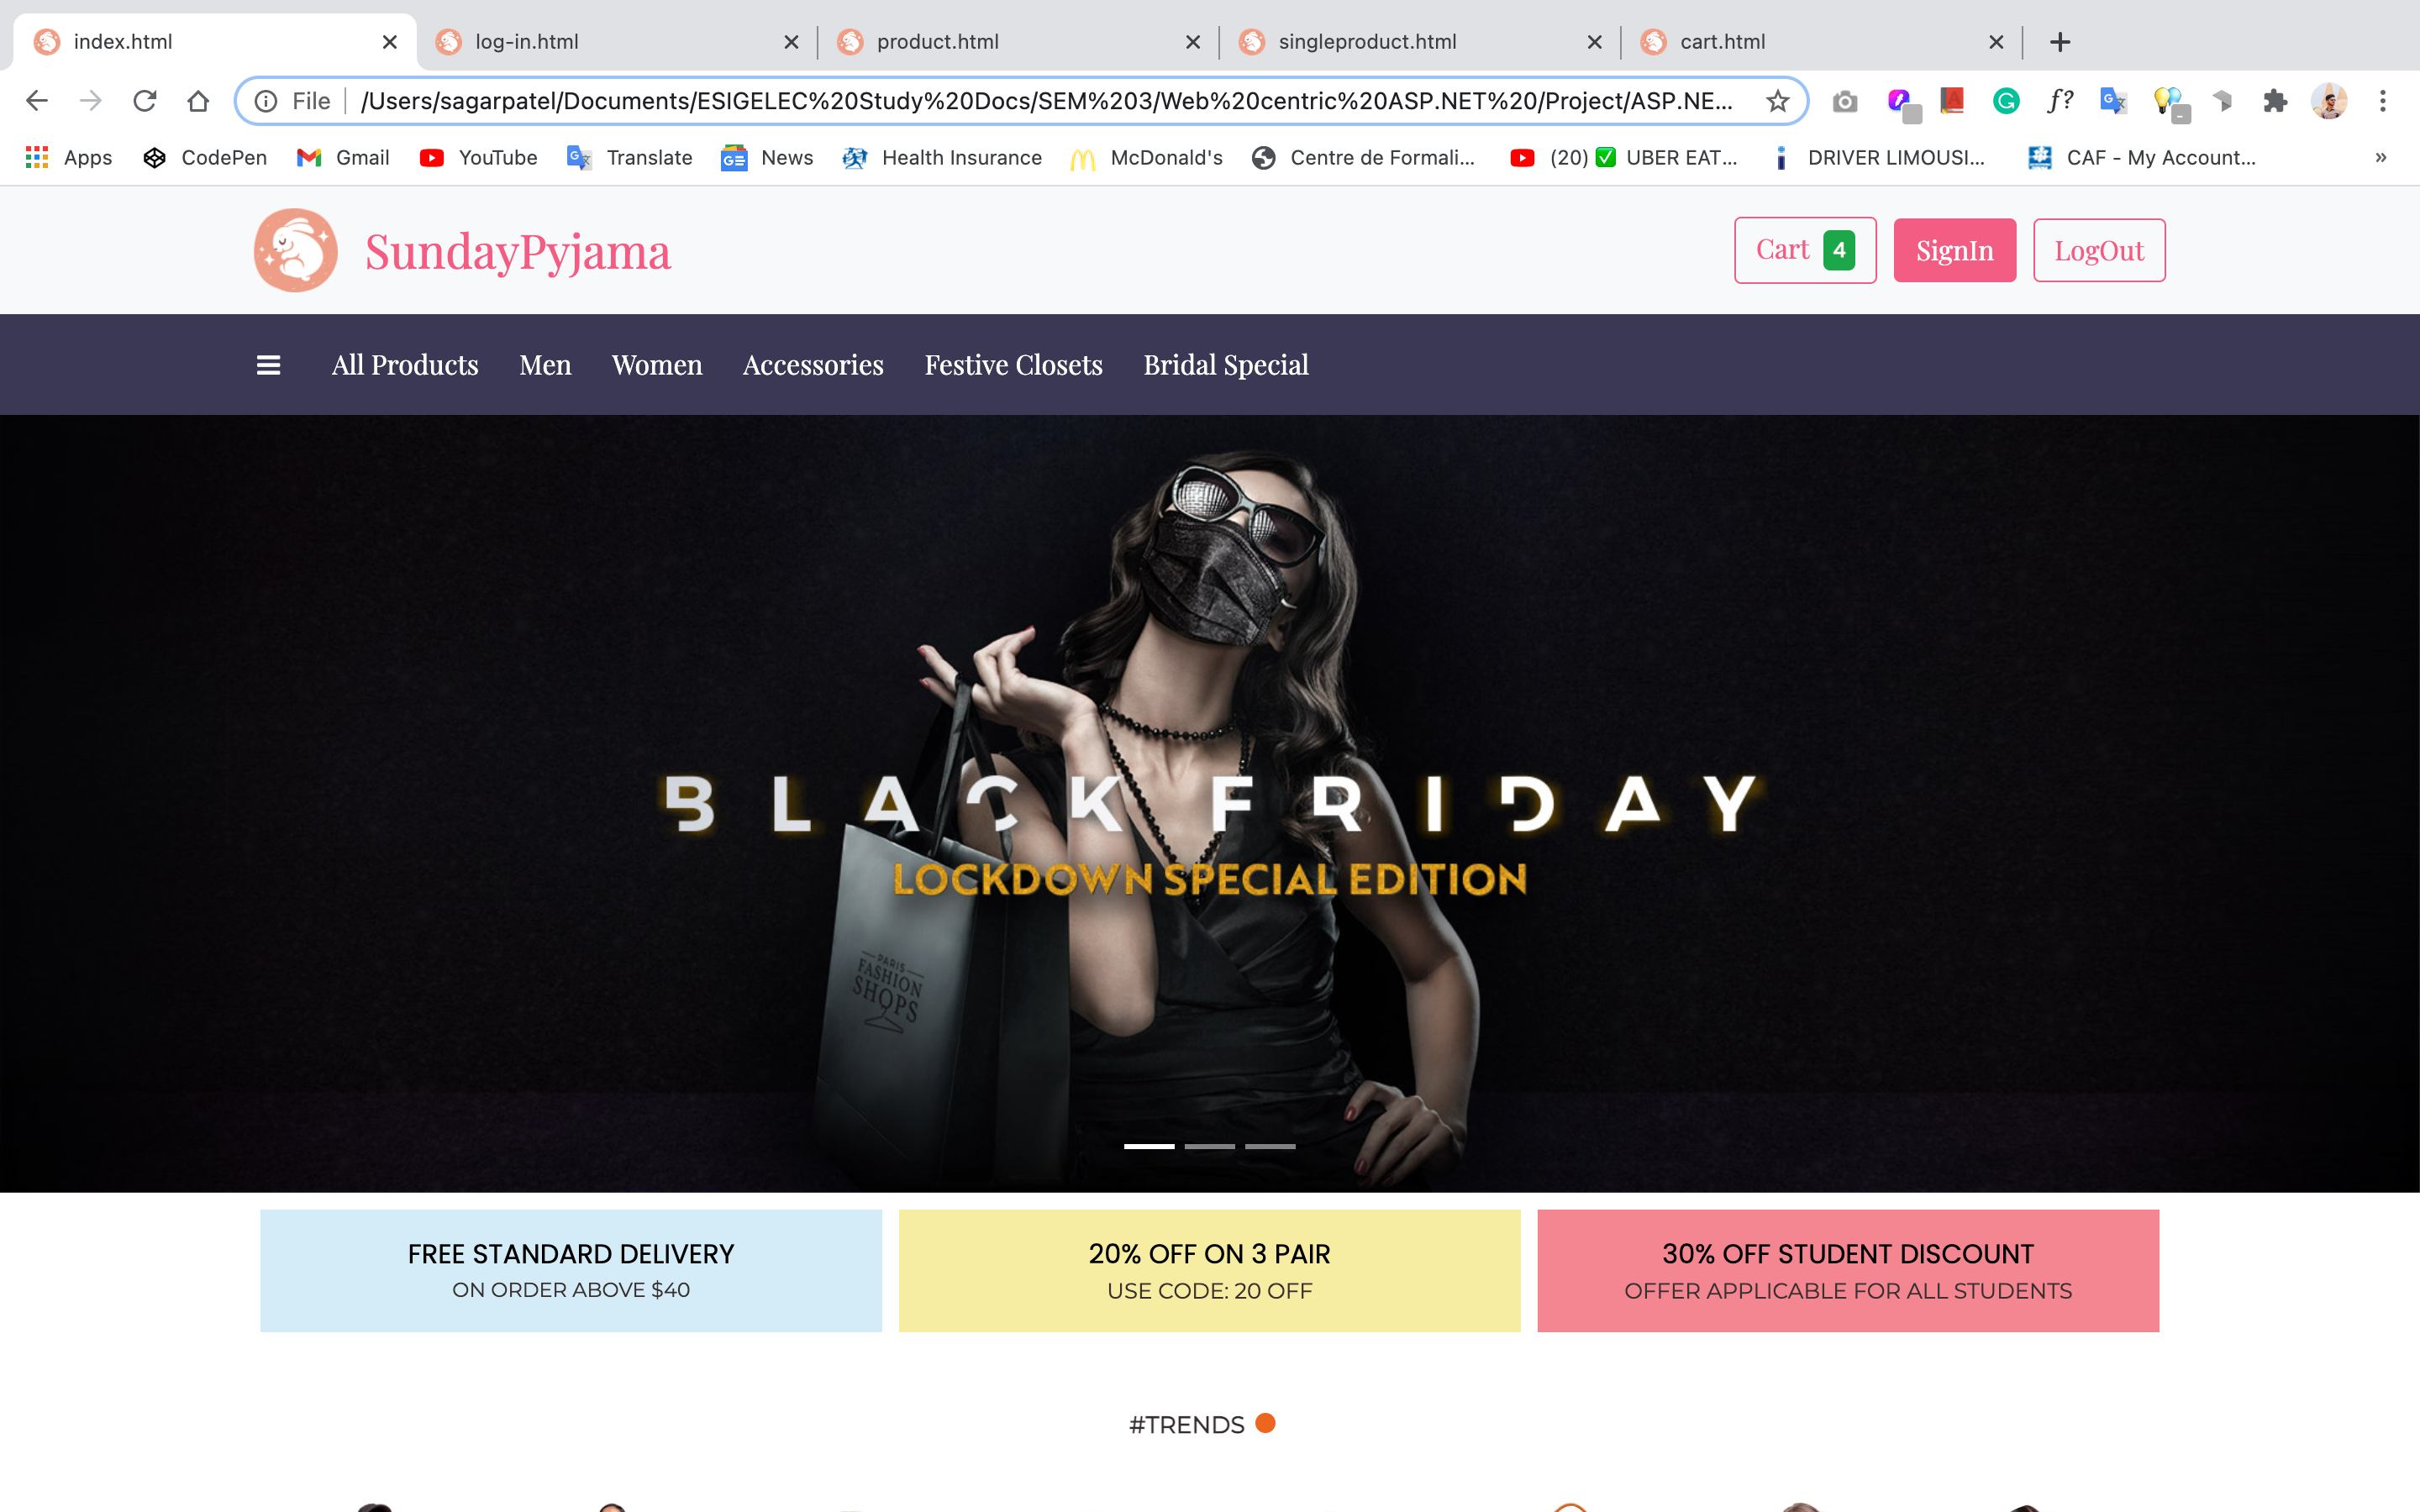 index.html
log-in.html
product.html
singleproduct.html
cart.html
File /Users/sagarpatel/Documents/ESIGELEC%20Study%20Docs/SEM%203/Web%20centric%20ASP.NET%20/Project/ASP.NE...
Apps CodePen Gmail YouTube Translate News Health Insurance McDonald's Centre de Formali... (20) ✅ UBER EAT... DRIVER LIMOUSI... CAF - My Account... »
SundayPyjama
Cart 4 SignIn LogOut
All Products Men Women Accessories Festive Closets Bridal Special
BLACK FRIDAY
LOCKDOWN SPECIAL EDITION
PARIS
FASHION
SHOPS
FREE STANDARD DELIVERY
ON ORDER ABOVE $40
20% OFF ON 3 PAIR
USE CODE: 20 OFF
30% OFF STUDENT DISCOUNT
OFFER APPLICABLE FOR ALL STUDENTS
#TRENDS